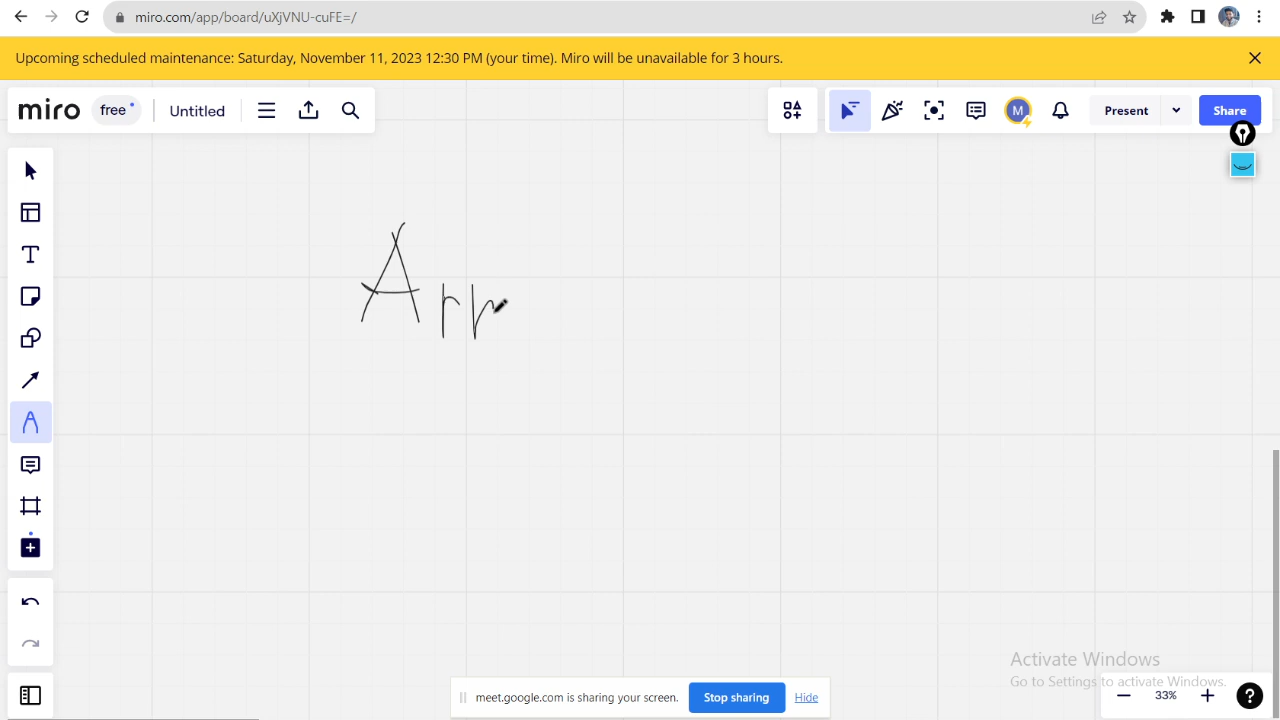 miro.com/app/board/uXjVNU-cuFE=/
Upcoming scheduled maintenance: Saturday, November 11, 2023 12:30 PM (your time). Miro will be unavailable for 3 hours.
miro free Untitled M Present Share
Arr
Activate Windows
Go to Settings to activate Windows.
meet.google.com is sharing your screen. Stop sharing Hide
33%